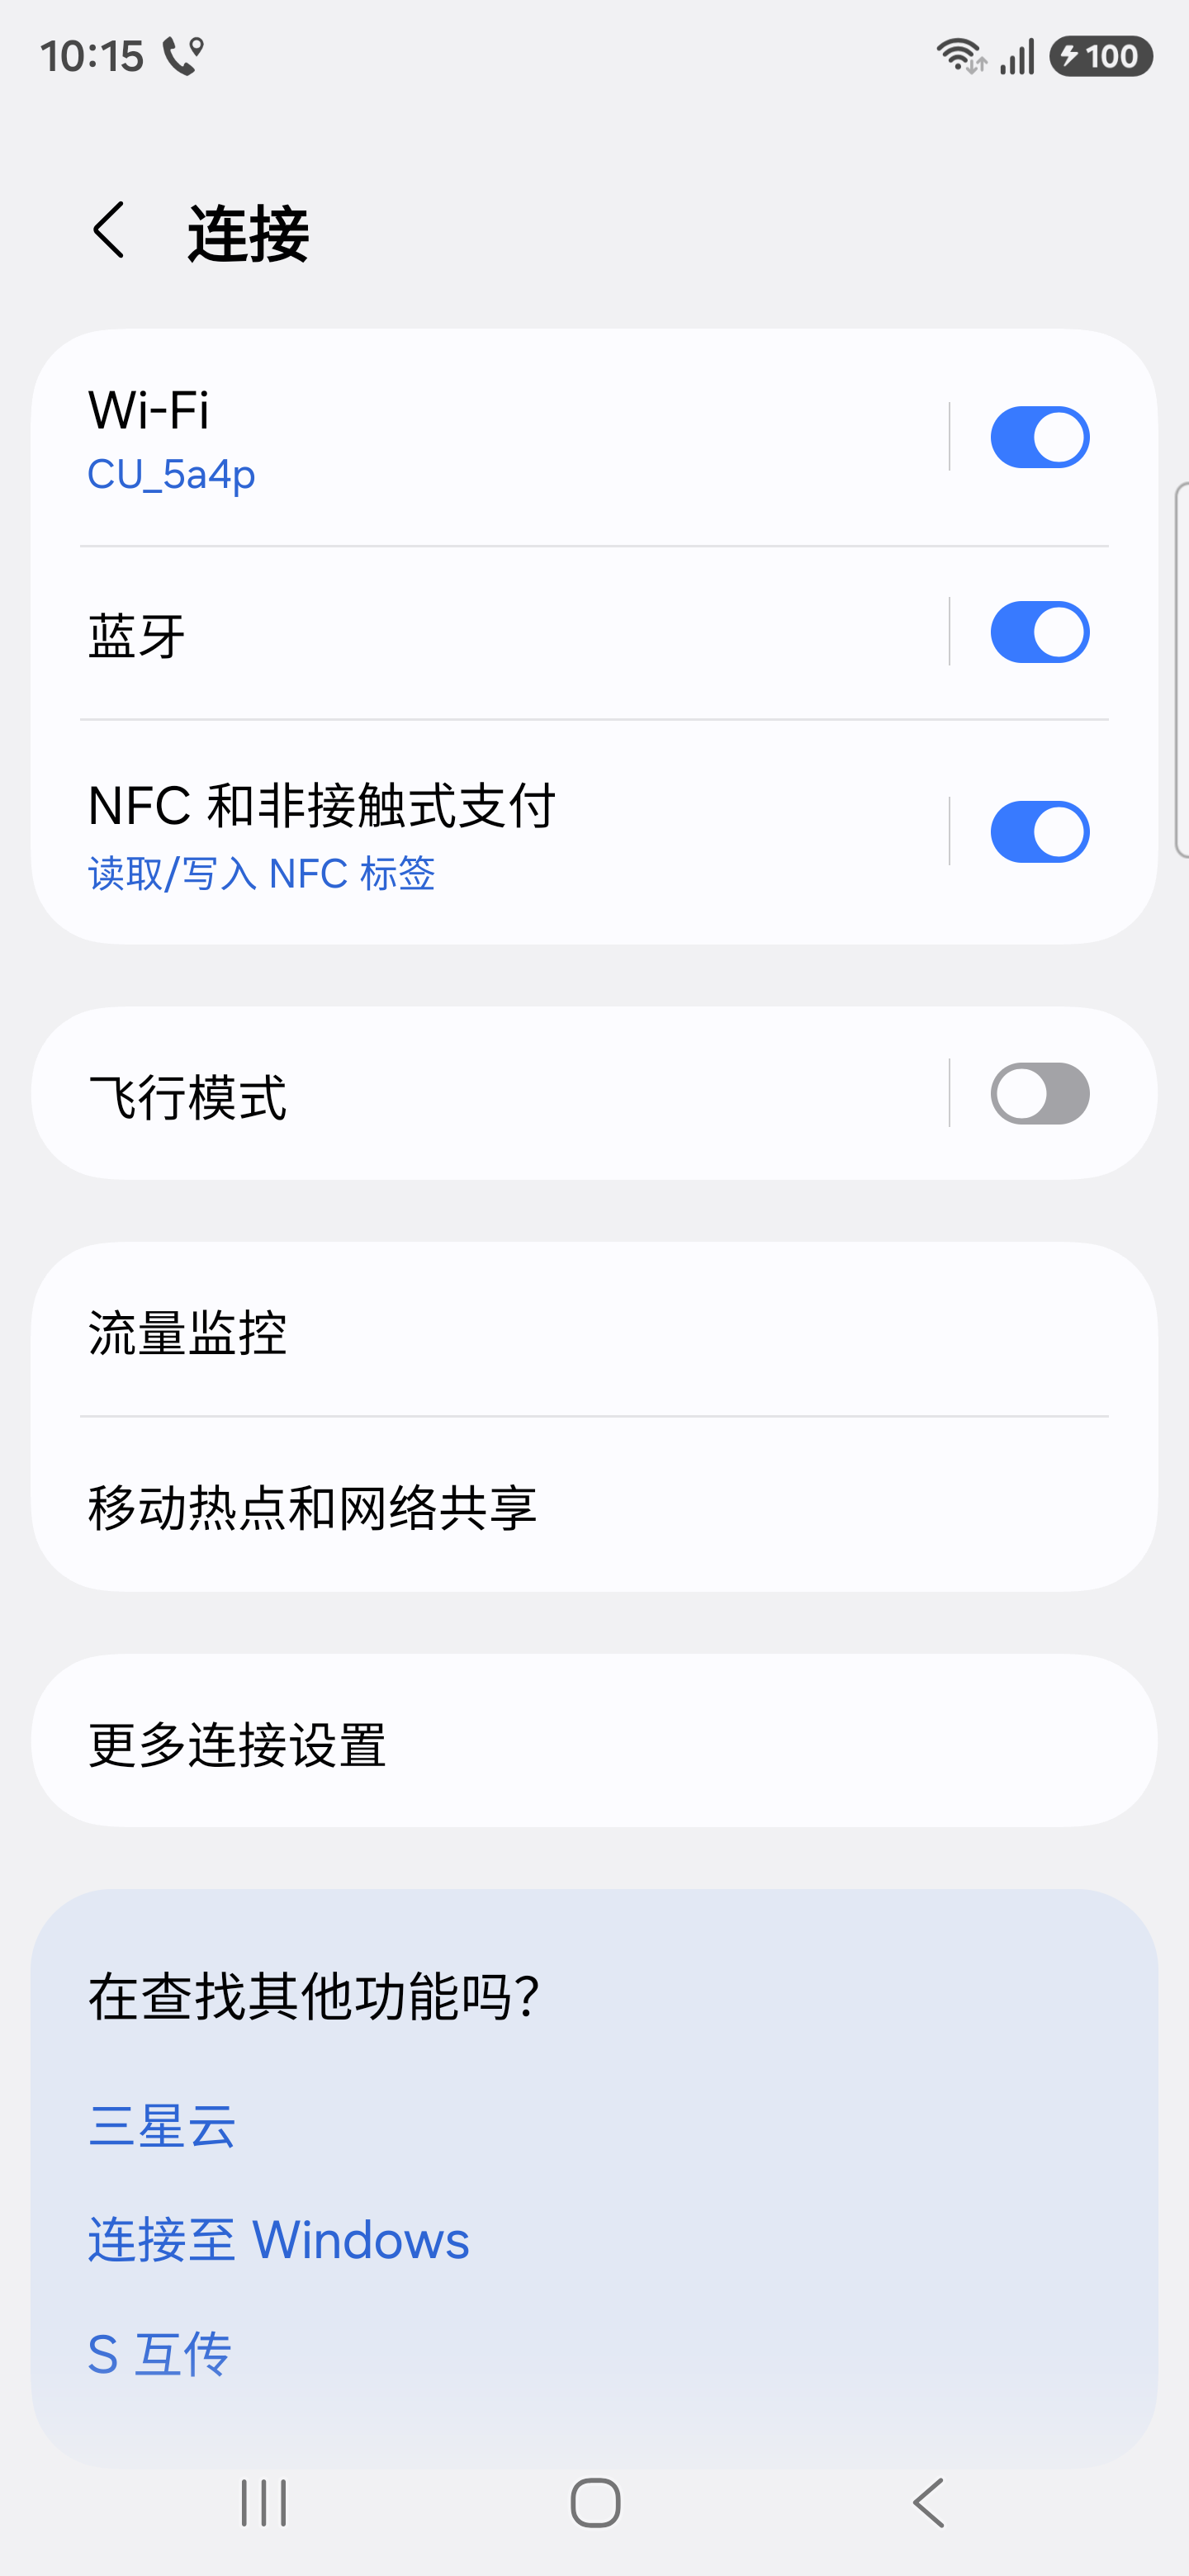 10:15
100
连接
Wi-Fi
CU_5a4p
蓝牙
NFC 和非接触式支付
读取/写入 NFC 标签
飞行模式
流量监控
移动热点和网络共享
更多连接设置
在查找其他功能吗?
三星云
连接至 Windows
S 互传